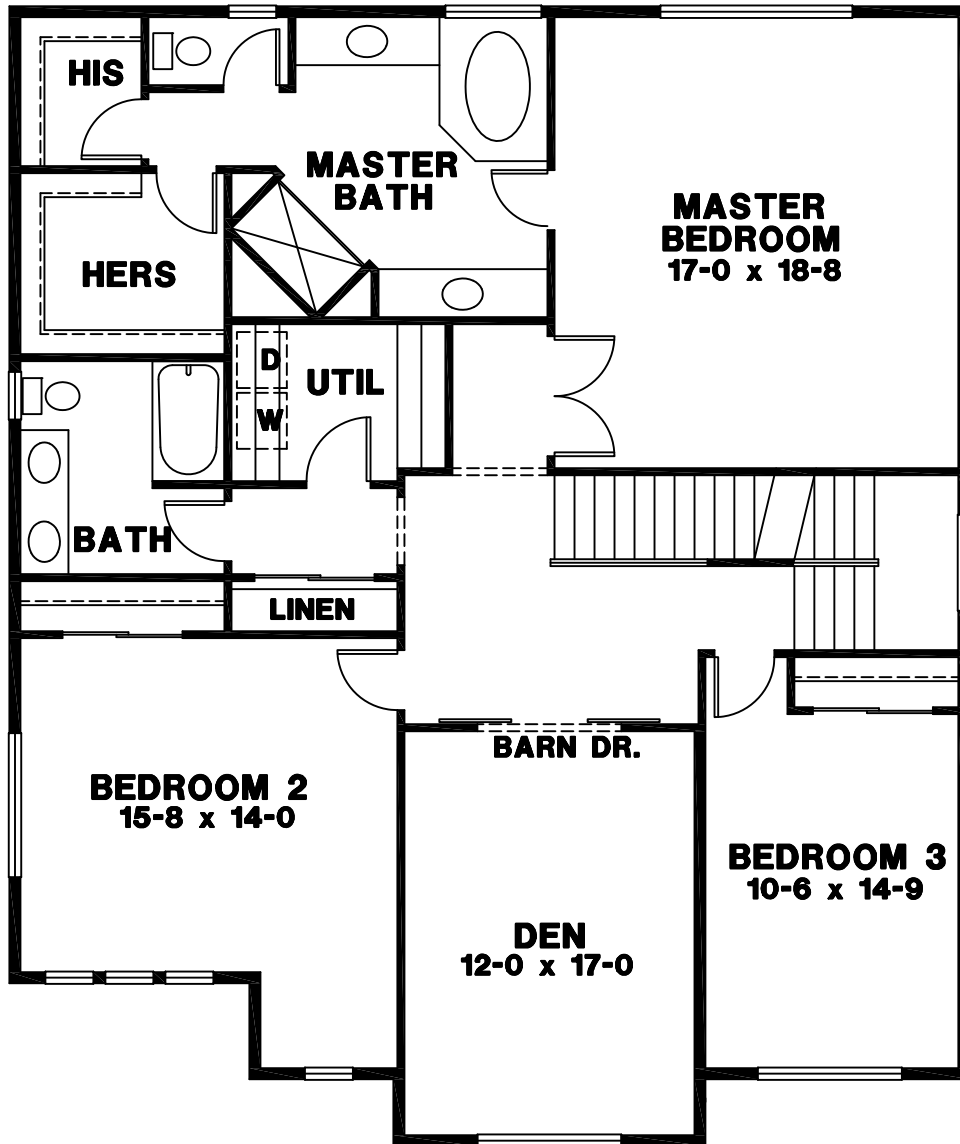 HIS
MASTER
BATH
MASTER
BEDROOM
17-0 x 18-8
HERS
D
UTIL
W
BATH
LINEN
BARN DR.
BEDROOM 2
15-8 x 14-0
BEDROOM 3
10-6 x 14-9
DEN
12-0 x 17-0